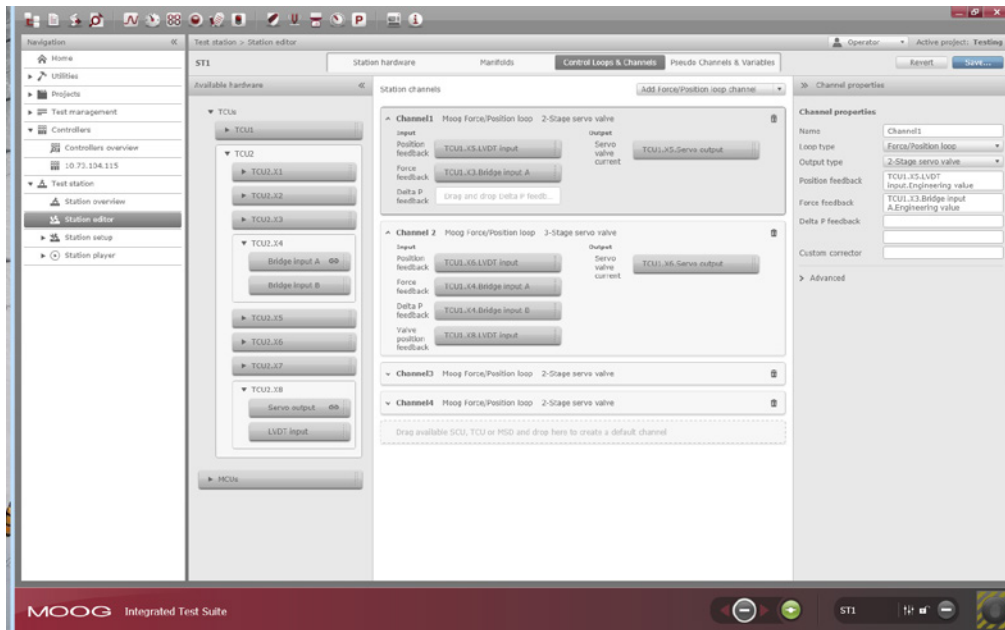 Navigation
Home
Utilities
Projects
Test management
Controllers
Controllers overview
10.73.104.115
Test station
Station overview
Station editor
Station setup
Station player
Test station > Station editor
Operator
Active project: Testing
ST1
Station hardware
Manifolds
Control Loops & Channels
Pseudo Channels & Variables
Revert
Save...
Available hardware
TCUs
TCU1
TCU2
TCU2.X1
TCU2.X2
TCU2.X3
TCU2.X4
Bridge input A
Bridge input B
TCU2.X5
TCU2.X6
TCU2.X7
TCU2.X8
Servo output
LVDT input
MCUs
Station channels
Add Force/Position loop channel
Channel1 Moog Force/Position loop 2-Stage servo valve
Input
Output
Position feedback
TCU1.X5.LVDT input
Servo valve current
TCU1.X5.Servo output
Force feedback
TCU1.X3.Bridge input A
Delta P feedback
Drag and drop Delta P feedb...
Channel 2 Moog Force/Position loop 3-Stage servo valve
Input
Output
Position feedback
TCU1.X6.LVDT input
Servo valve current
TCU1.X6.Servo output
Force feedback
TCU1.X4.Bridge input A
Delta P feedback
TCU1.X4.Bridge input B
Valve position feedback
TCU1.X8.LVDT input
Channel3 Moog Force/Position loop 2-Stage servo valve
Channel4 Moog Force/Position loop 2-Stage servo valve
Drag available SCU, TCU or MSD and drop here to create a default channel
Channel properties
Channel properties
Name
Channel1
Loop type
Force/Position loop
Output type
2-Stage servo valve
Position feedback
TCU1.X5.LVDT
input.Engineering value
Force feedback
TCU1.X3.Bridge input
A.Engineering value
Delta P feedback
Custom corrector
Advanced
MOOG Integrated Test Suite
ST1